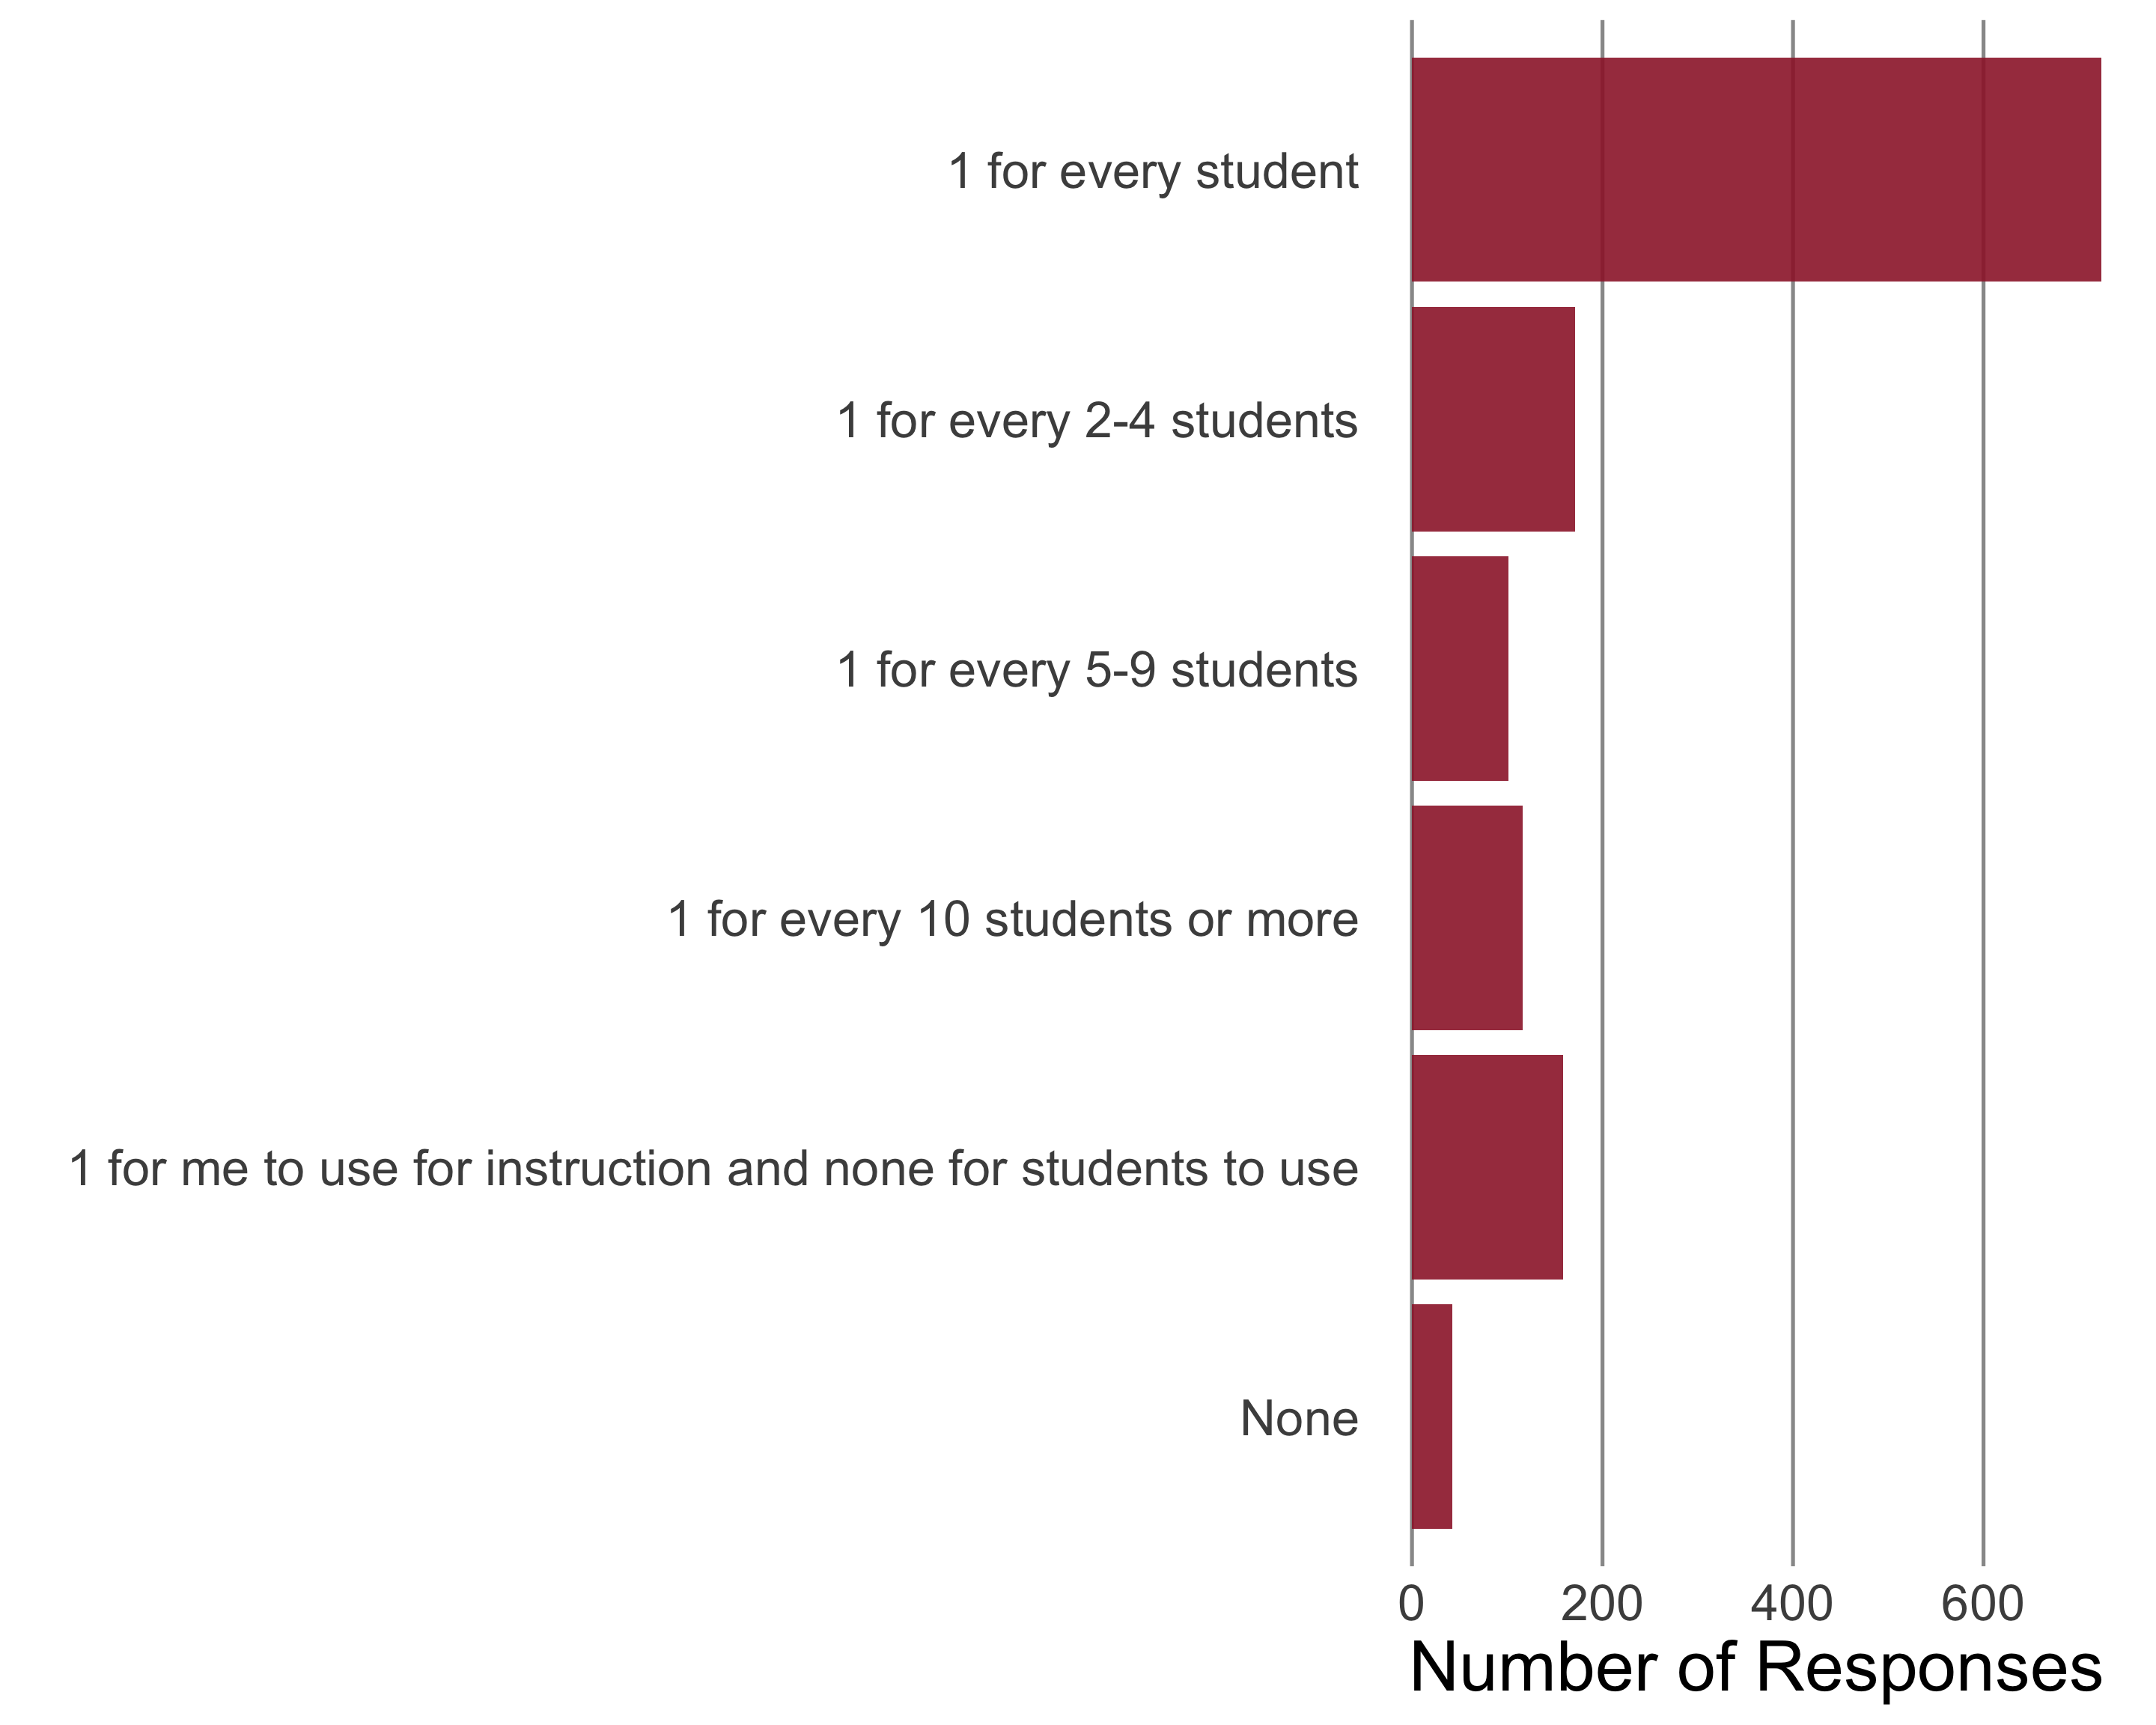 1 for every student
1 for every 2-4 students
1 for every 5-9 students
1 for every 10 students or more
1 for me to use for instruction and none for students to use
None
0 200 400 600
Number of Responses